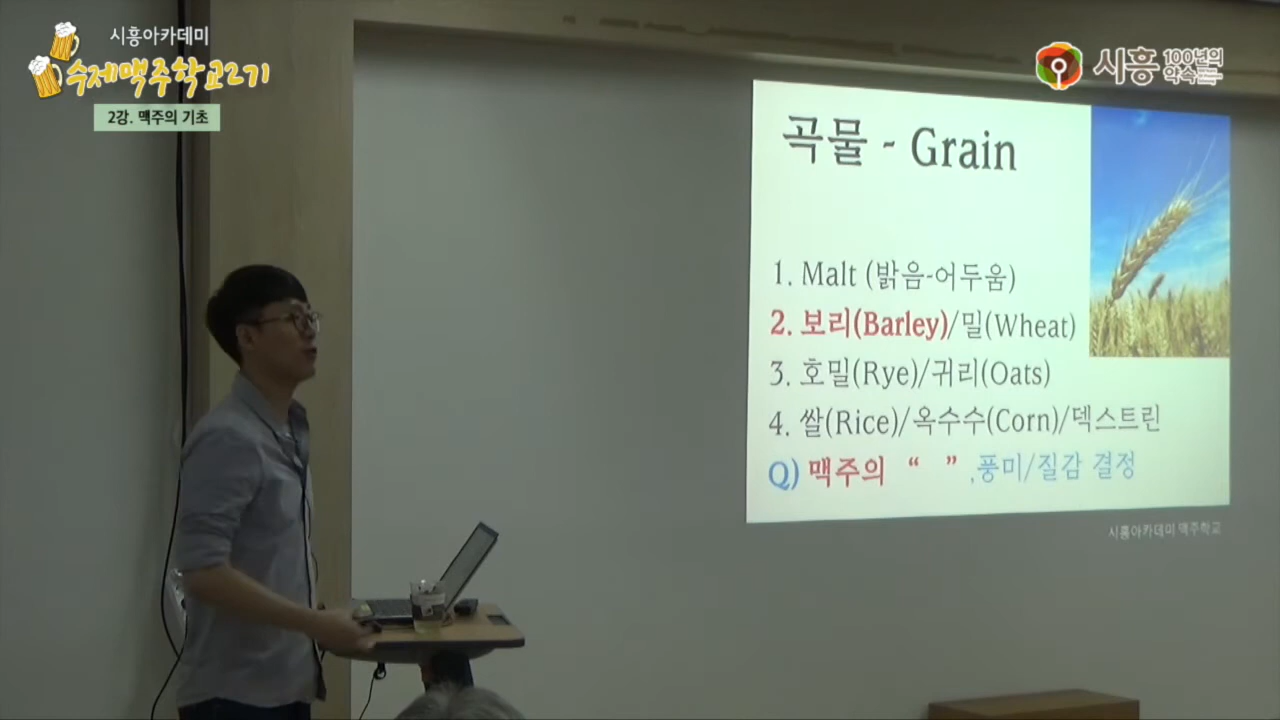 시흥아카데미
수제맥주학교2기
2강. 맥주의 기초
시흥 100년의 약속
곡물 - Grain
1. Malt (밝음-어두움)
2. 보리(Barley)/밀(Wheat)
3. 호밀(Rye)/귀리(Oats)
4. 쌀(Rice)/옥수수(Corn)/덱스트린
Q) 맥주의 “ ” ,풍미/질감 결정
시흥아카데미 맥주학교